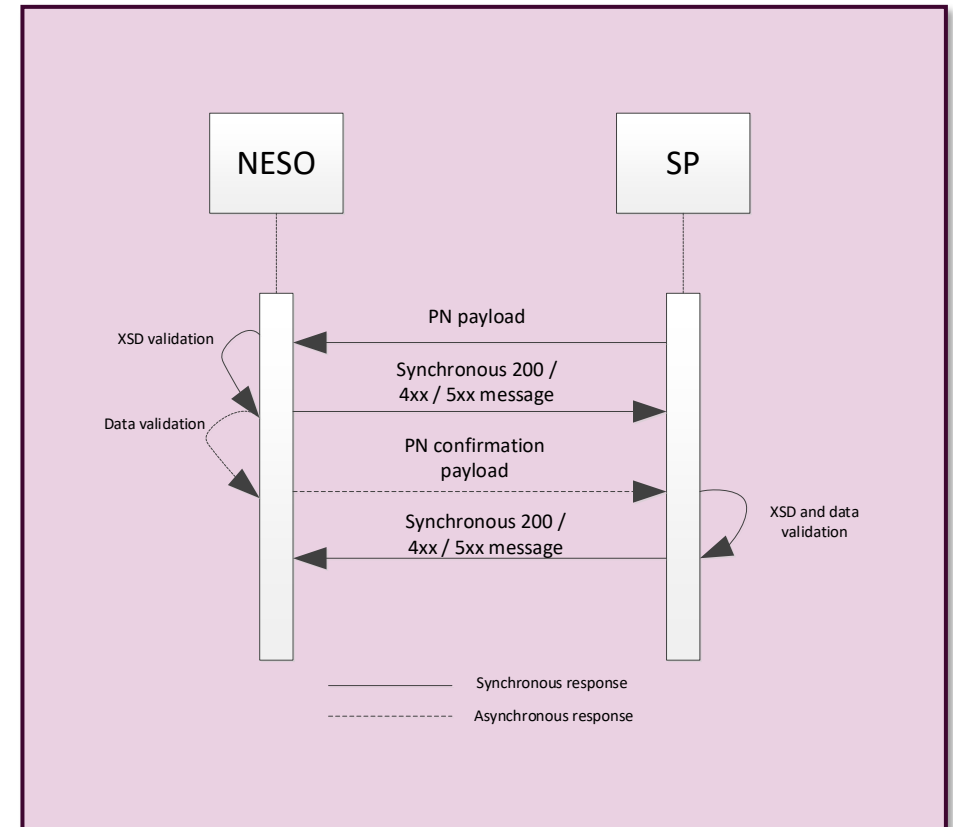 NESO
SP
PN payload
XSD validation
Synchronous 200 /
4xx / 5xx message
Data validation
PN confirmation
payload
XSD and data
validation
Synchronous 200 /
4xx / 5xx message
Synchronous response
Asynchronous response